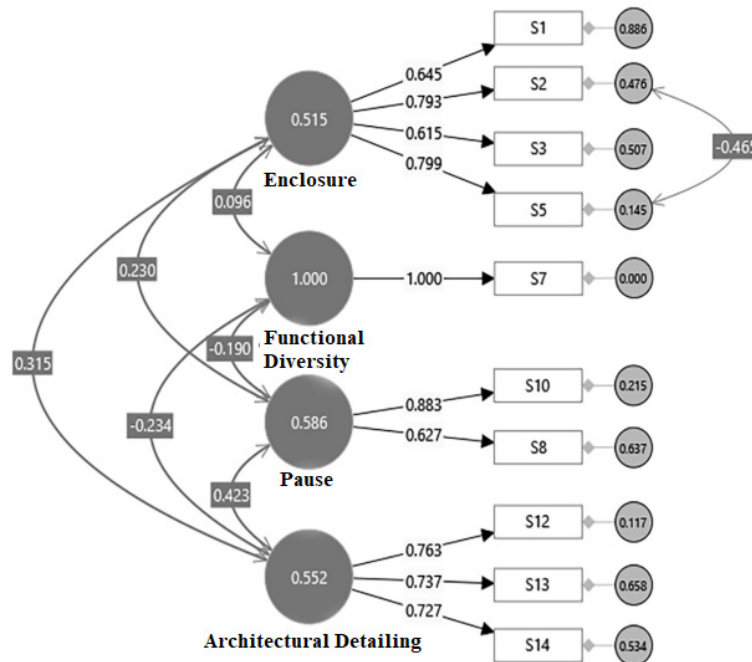 S1
0.886
0.645
S2
0.476
0.793
0.515
-0.465
0.615
S3
0.507
0.799
Enclosure
S5
0.145
0.096
0.230
1.000
1.000
S7
0.000
Functional
Diversity
-0.190
0.315
S10
0.215
0.883
-0.234
0.586
0.627
S8
0.637
Pause
0.423
S12
0.117
0.763
0.552
0.737
S13
0.658
0.727
Architectural Detailing
S14
0.534